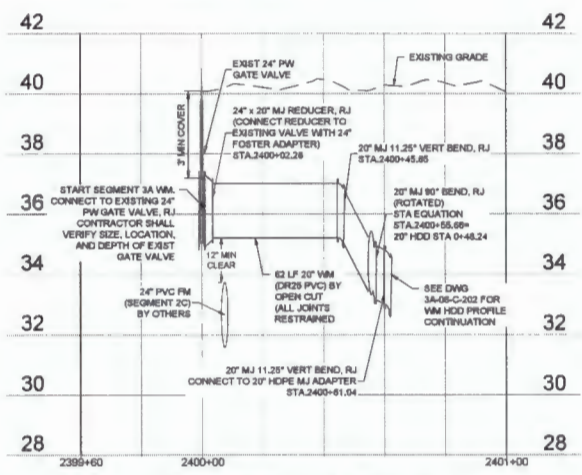 42
42
EXIST 24" PW
GATE VALVE
EXISTING GRADE
40
40
24" x 20" MJ REDUCER, RJ
(CONNECT REDUCER TO
EXISTING VALVE WITH 24"
FOSTER ADAPTER)
STA.2400+02.26
3' MIN COVER
38
38
20" MJ 11.25° VERT BEND, RJ
STA.2400+45.65
START SEGMENT 3A WM.
CONNECT TO EXISTING 24"
PW GATE VALVE, RJ
CONTRACTOR SHALL
VERIFY SIZE, LOCATION,
AND DEPTH OF EXIST
GATE VALVE
20" MJ 90° BEND, RJ
(ROTATED)
STA EQUATION
STA.2400+55.66=
20" HDD STA 0+48.24
36
36
12" MIN
CLEAR
62 LF 20" WM
(DR25 PVC) BY
OPEN CUT
(ALL JOINTS
RESTRAINED
34
34
24" PVC FM
(SEGMENT 2C)
BY OTHERS
SEE DWG
3A-06-C-202 FOR
WM HDD PROFILE
CONTINUATION
32
32
20" MJ 11.25° VERT BEND, RJ
CONNECT TO 20" HDPE MJ ADAPTER
STA.2400+61.04
30
30
28
28
2399+60
2400+00
2401+00